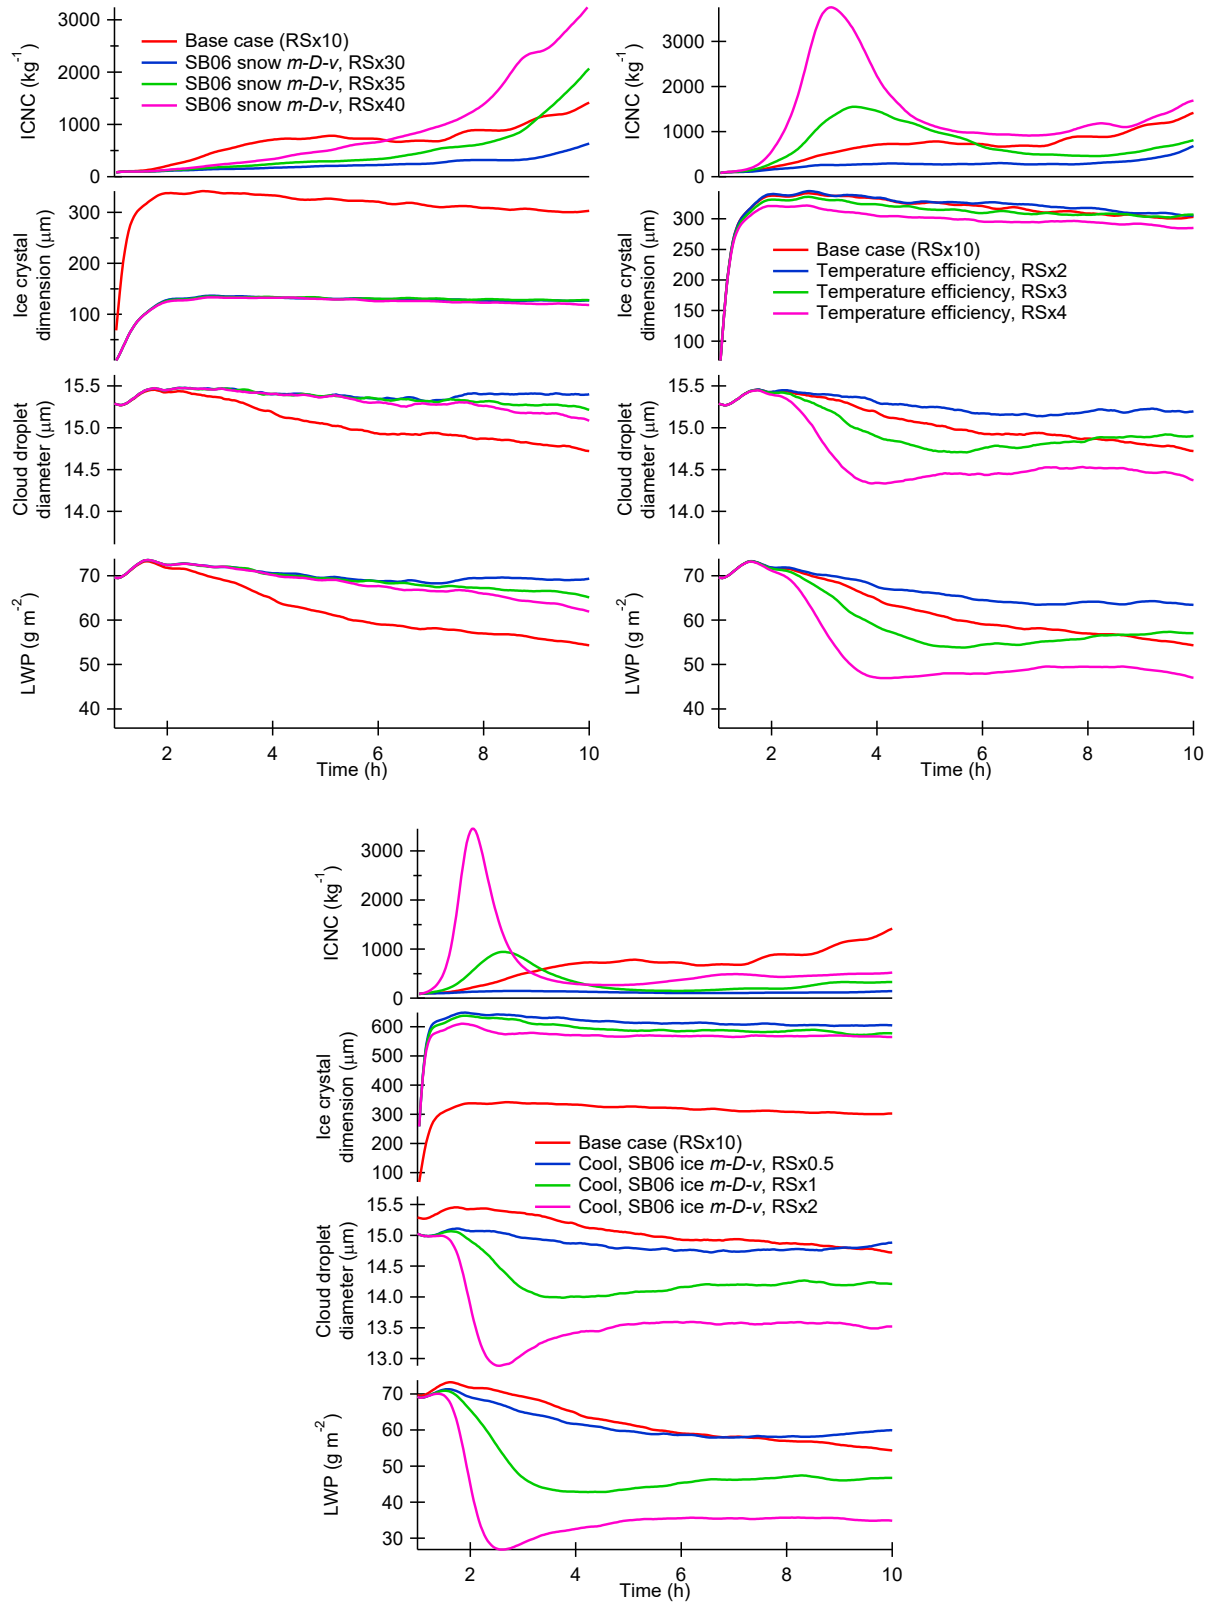 3000
2000
1000
0
ICNC (kg-1)
Base case (RSx10)
SB06 snow m-D-v, RSx30
SB06 snow m-D-v, RSx35
SB06 snow m-D-v, RSx40
300
100
Ice crystal
dimension (μm)
15.5
15.0
14.5
14.0
Cloud droplet
diameter (μm)
70
60
50
40
LWP (g m-2)
2
4
6
8
10
Time (h)
3000
2000
1000
0
ICNC (kg-1)
300
250
200
150
100
Ice crystal
dimension (μm)
Base case (RSx10)
Temperature efficiency, RSx2
Temperature efficiency, RSx3
Temperature efficiency, RSx4
15.5
15.0
14.5
14.0
Cloud droplet
diameter (μm)
70
60
50
40
LWP (g m-2)
2
4
6
8
10
Time (h)
3000
2000
1000
0
ICNC (kg-1)
600
500
400
300
200
100
Ice crystal
dimension (μm)
Base case (RSx10)
Cool, SB06 ice m-D-v, RSx0.5
Cool, SB06 ice m-D-v, RSx1
Cool, SB06 ice m-D-v, RSx2
15.5
15.0
14.5
14.0
13.5
13.0
Cloud droplet
diameter (μm)
70
60
50
40
30
LWP (g m-2)
2
4
6
8
10
Time (h)